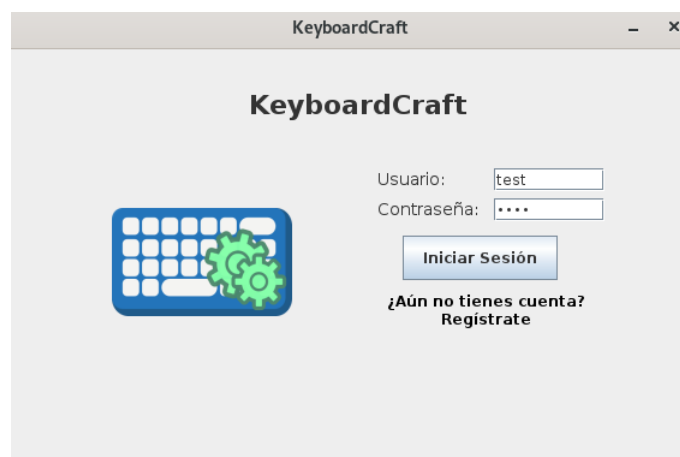 KeyboardCraft
KeyboardCraft
Usuario: test
Contraseña: ••••
Iniciar Sesión
¿Aún no tienes cuenta?
Regístrate